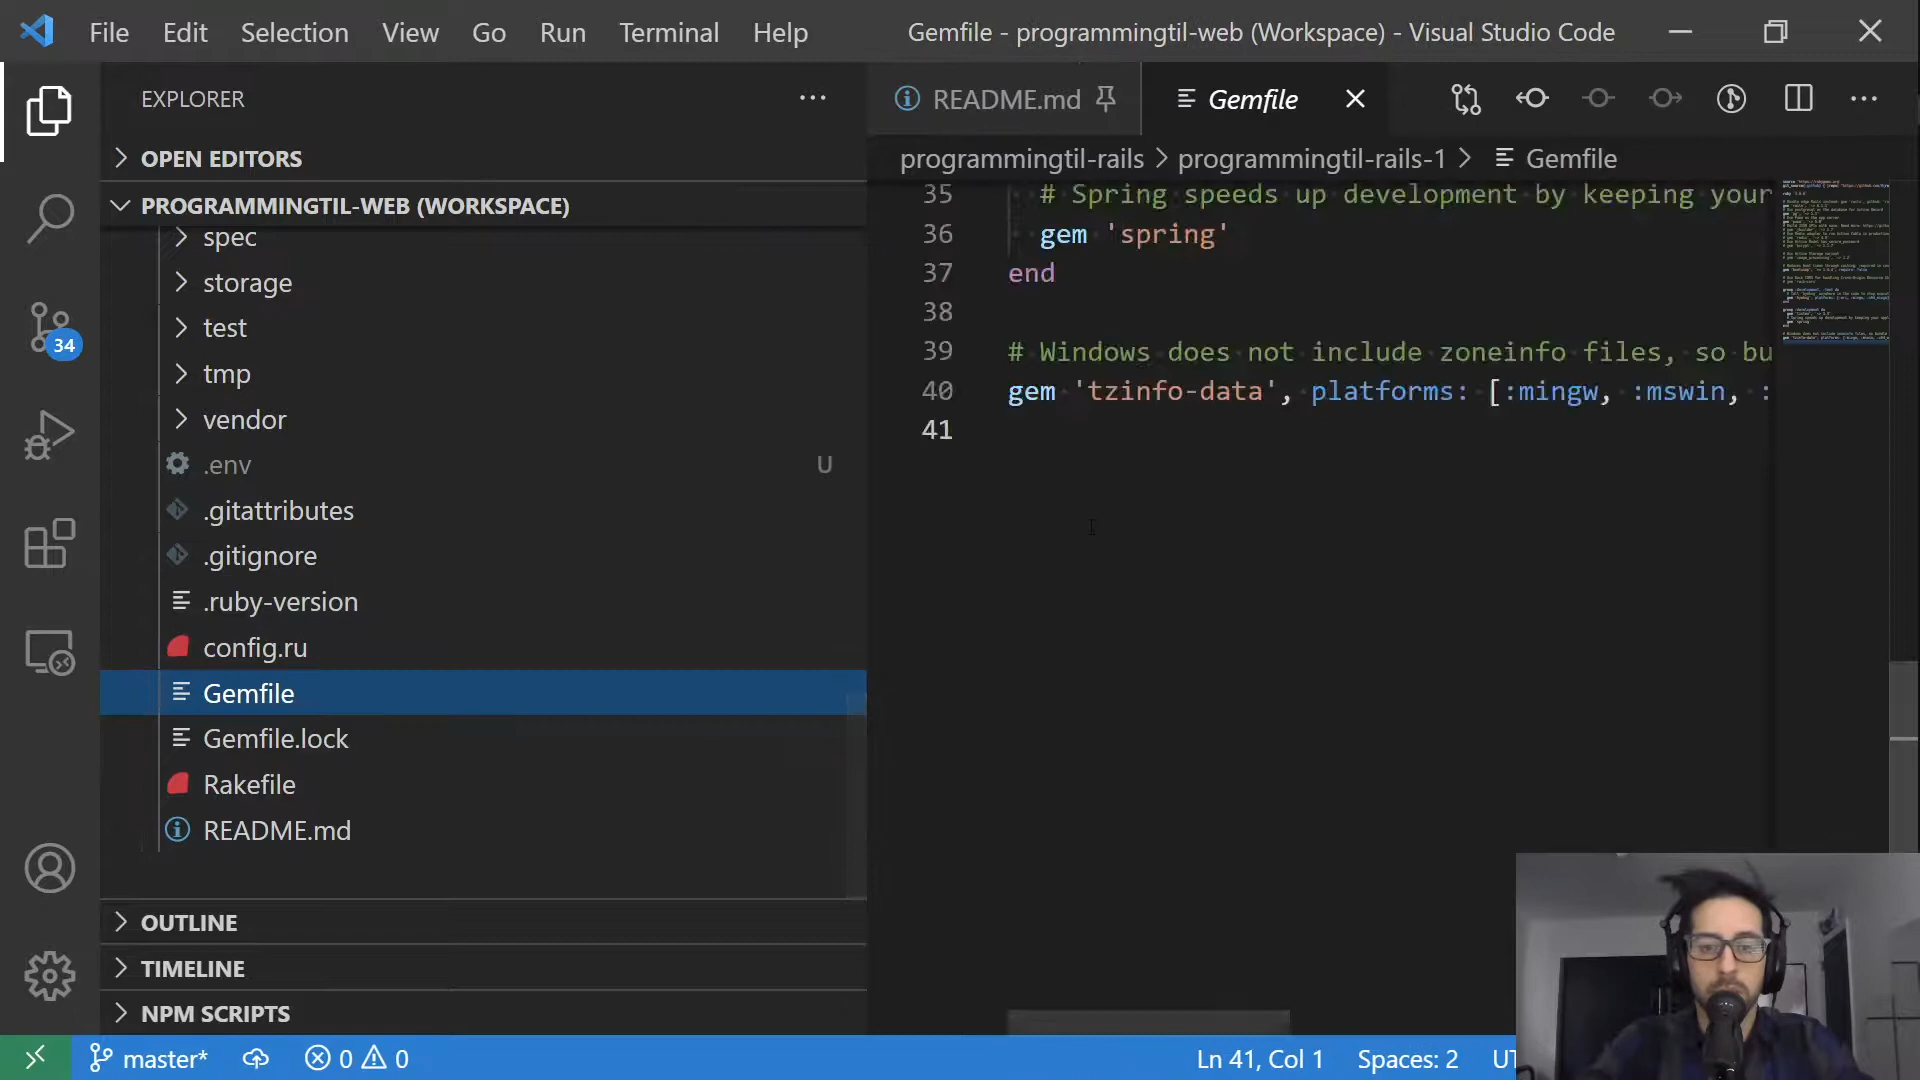 File Edit Selection View Go Run Terminal Help
Gemfile - programmingtil-web (Workspace) - Visual Studio Code
EXPLORER
OPEN EDITORS
PROGRAMMINGTIL-WEB (WORKSPACE)
spec
storage
test
tmp
vendor
.env U
.gitattributes
.gitignore
.ruby-version
config.ru
Gemfile
Gemfile.lock
Rakefile
README.md
OUTLINE
TIMELINE
NPM SCRIPTS
34
README.md Gemfile
programmingtil-rails > programmingtil-rails-1 > Gemfile
35 # Spring speeds up development by keeping your
36 gem 'spring'
37 end
38
39 # Windows does not include zoneinfo files, so bu
40 gem 'tzinfo-data', platforms: [:mingw, :mswin, :
41
master* 0 0 Ln 41, Col 1 Spaces: 2 UT